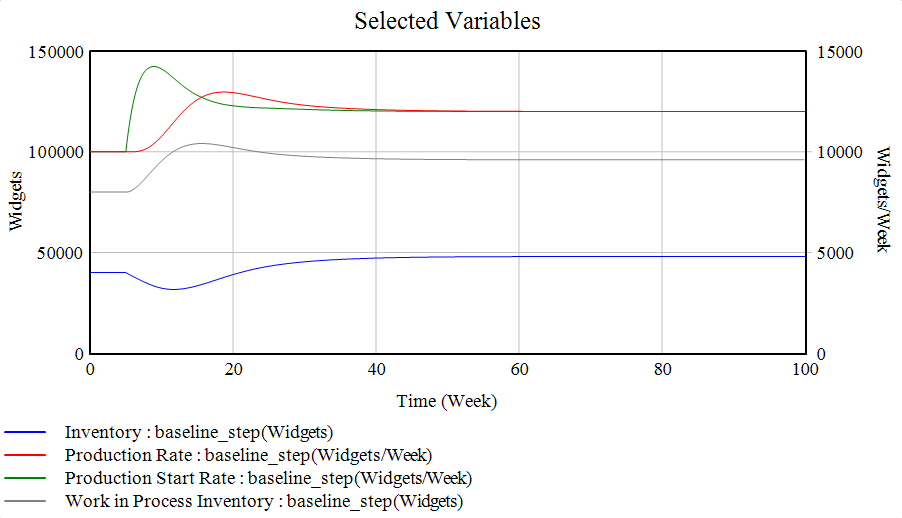 Selected Variables
150000
15000
100000
10000
50000
5000
0
0
Widgets
Widgets/Week
0
20
40
60
80
100
Time (Week)
Inventory : baseline_step(Widgets)
Production Rate : baseline_step(Widgets/Week)
Production Start Rate : baseline_step(Widgets/Week)
Work in Process Inventory : baseline_step(Widgets)